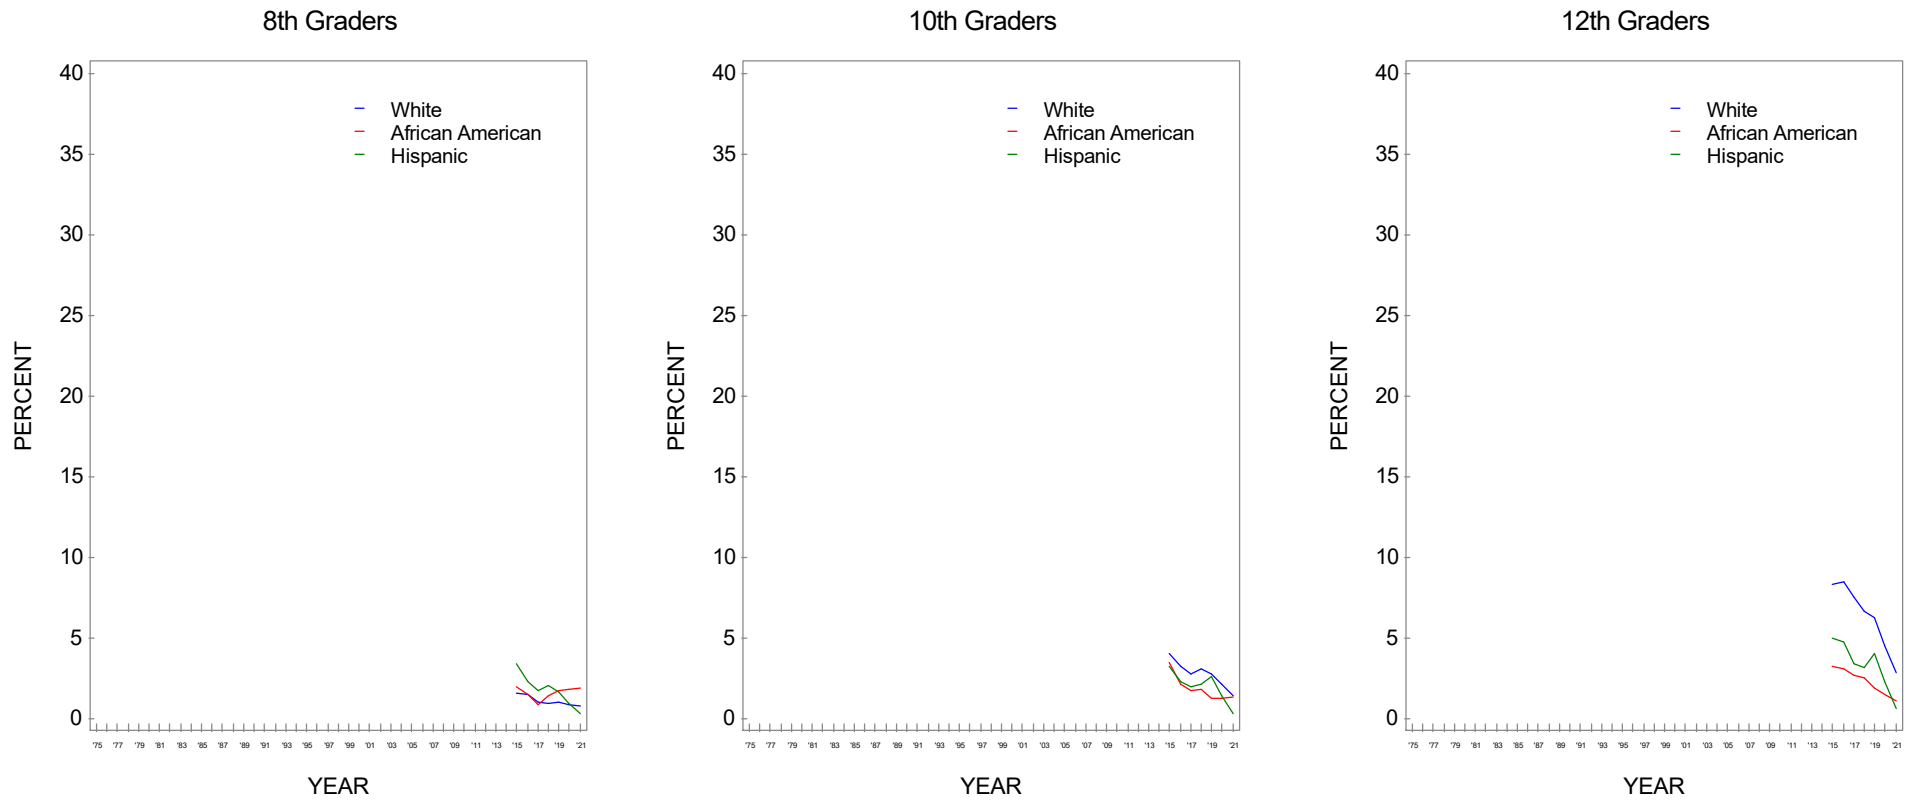 8th Graders
40
35
30
25
20
15
10
5
0
White
African American
Hispanic
PERCENT
'75 '77 '79 '81 '83 '85 '87 '89 '91 '93 '95 '97 '99 '01 '03 '05 '07 '09 '11 '13 '15 '17 '19 '21
YEAR
10th Graders
40
35
30
25
20
15
10
5
0
White
African American
Hispanic
PERCENT
'75 '77 '79 '81 '83 '85 '87 '89 '91 '93 '95 '97 '99 '01 '03 '05 '07 '09 '11 '13 '15 '17 '19 '21
YEAR
12th Graders
40
35
30
25
20
15
10
5
0
White
African American
Hispanic
PERCENT
'75 '77 '79 '81 '83 '85 '87 '89 '91 '93 '95 '97 '99 '01 '03 '05 '07 '09 '11 '13 '15 '17 '19 '21
YEAR